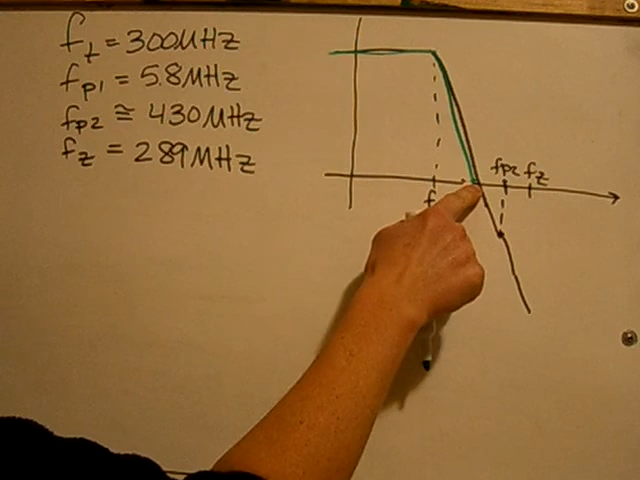 ft = 300MHz
fp1 = 5.8MHz
fp2 ≅ 430MHz
fz = 289MHz
fp2 fz
f